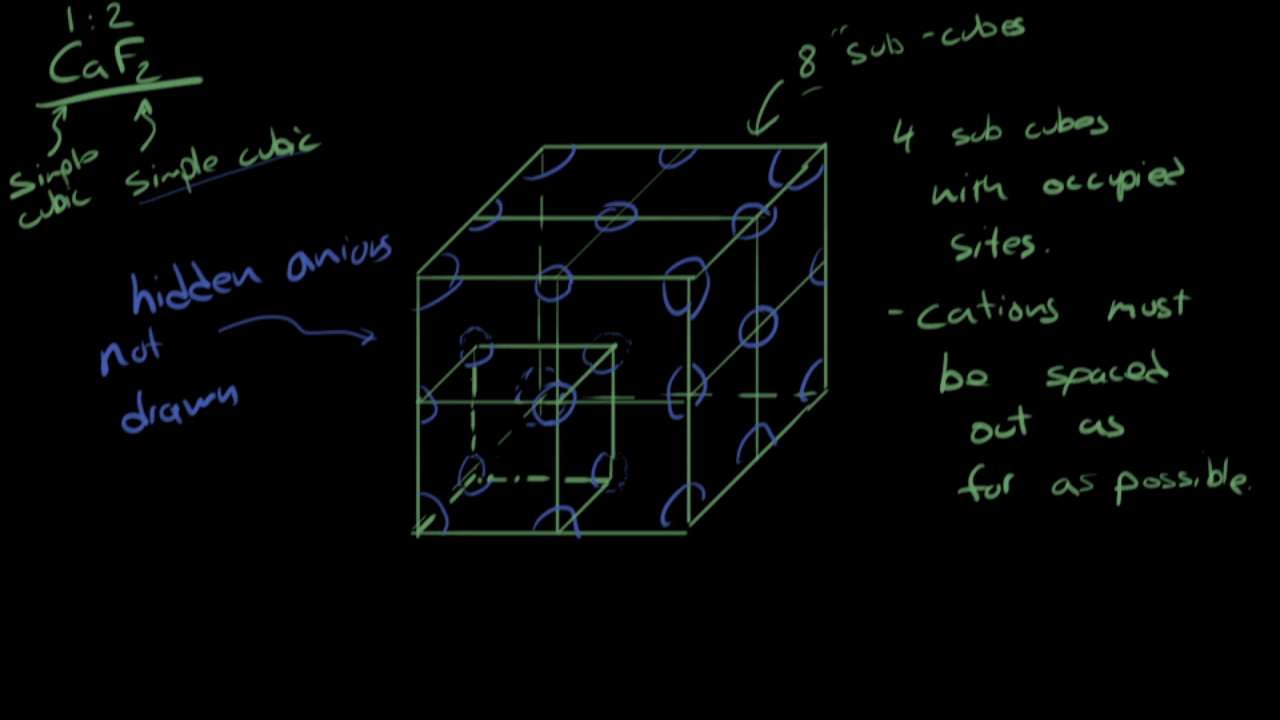 1:2
CaF2
simple cubic
simple cubic
hidden anions
not
drawn
8 "sub-cubes
4 sub cubes
with occupied
sites.
- Cations must
be spaced
out as
far as possible.